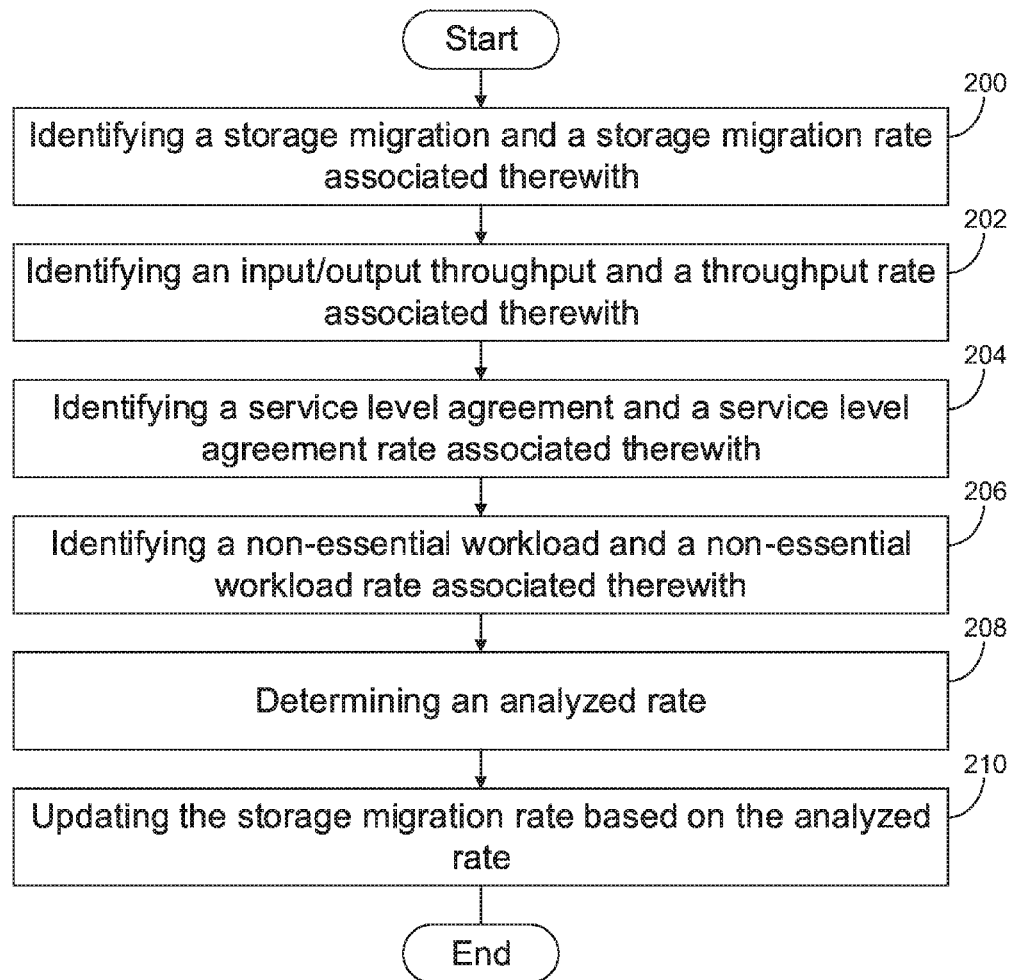 Start
200
Identifying a storage migration and a storage migration rate
associated therewith
202
Identifying an input/output throughput and a throughput rate
associated therewith
204
Identifying a service level agreement and a service level
agreement rate associated therewith
206
Identifying a non-essential workload and a non-essential
workload rate associated therewith
208
Determining an analyzed rate
210
Updating the storage migration rate based on the analyzed
rate
End